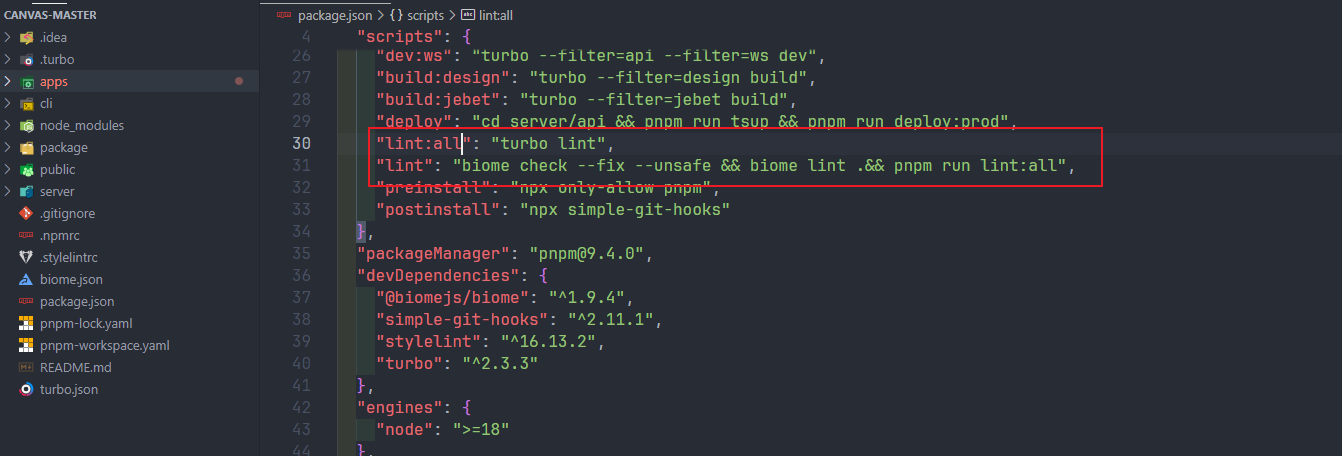 CANVAS-MASTER
.idea
.turbo
apps
cli
node_modules
package
public
server
.gitignore
.npmrc
.stylelintrc
biome.json
package.json
pnpm-lock.yaml
pnpm-workspace.yaml
README.md
turbo.json
package.json > {} scripts > lint:all
4 "scripts": {
26 "dev:ws": "turbo --filter=api --filter=ws dev",
27 "build:design": "turbo --filter=design build",
28 "build:jebet": "turbo --filter=jebet build",
29 "deploy": "cd server/api && pnpm run tsup && pnpm run deploy:prod",
30 "lint:all": "turbo lint",
31 "lint": "biome check --fix --unsafe && biome lint .&& pnpm run lint:all",
32 "preinstall": "npx only-allow pnpm",
33 "postinstall": "npx simple-git-hooks"
34 },
35 "packageManager": "pnpm@9.4.0",
36 "devDependencies": {
37 "@biomejs/biome": "^1.9.4",
38 "simple-git-hooks": "^2.11.1",
39 "stylelint": "^16.13.2",
40 "turbo": "^2.3.3"
41 },
42 "engines": {
43 "node": ">=18"
44 },